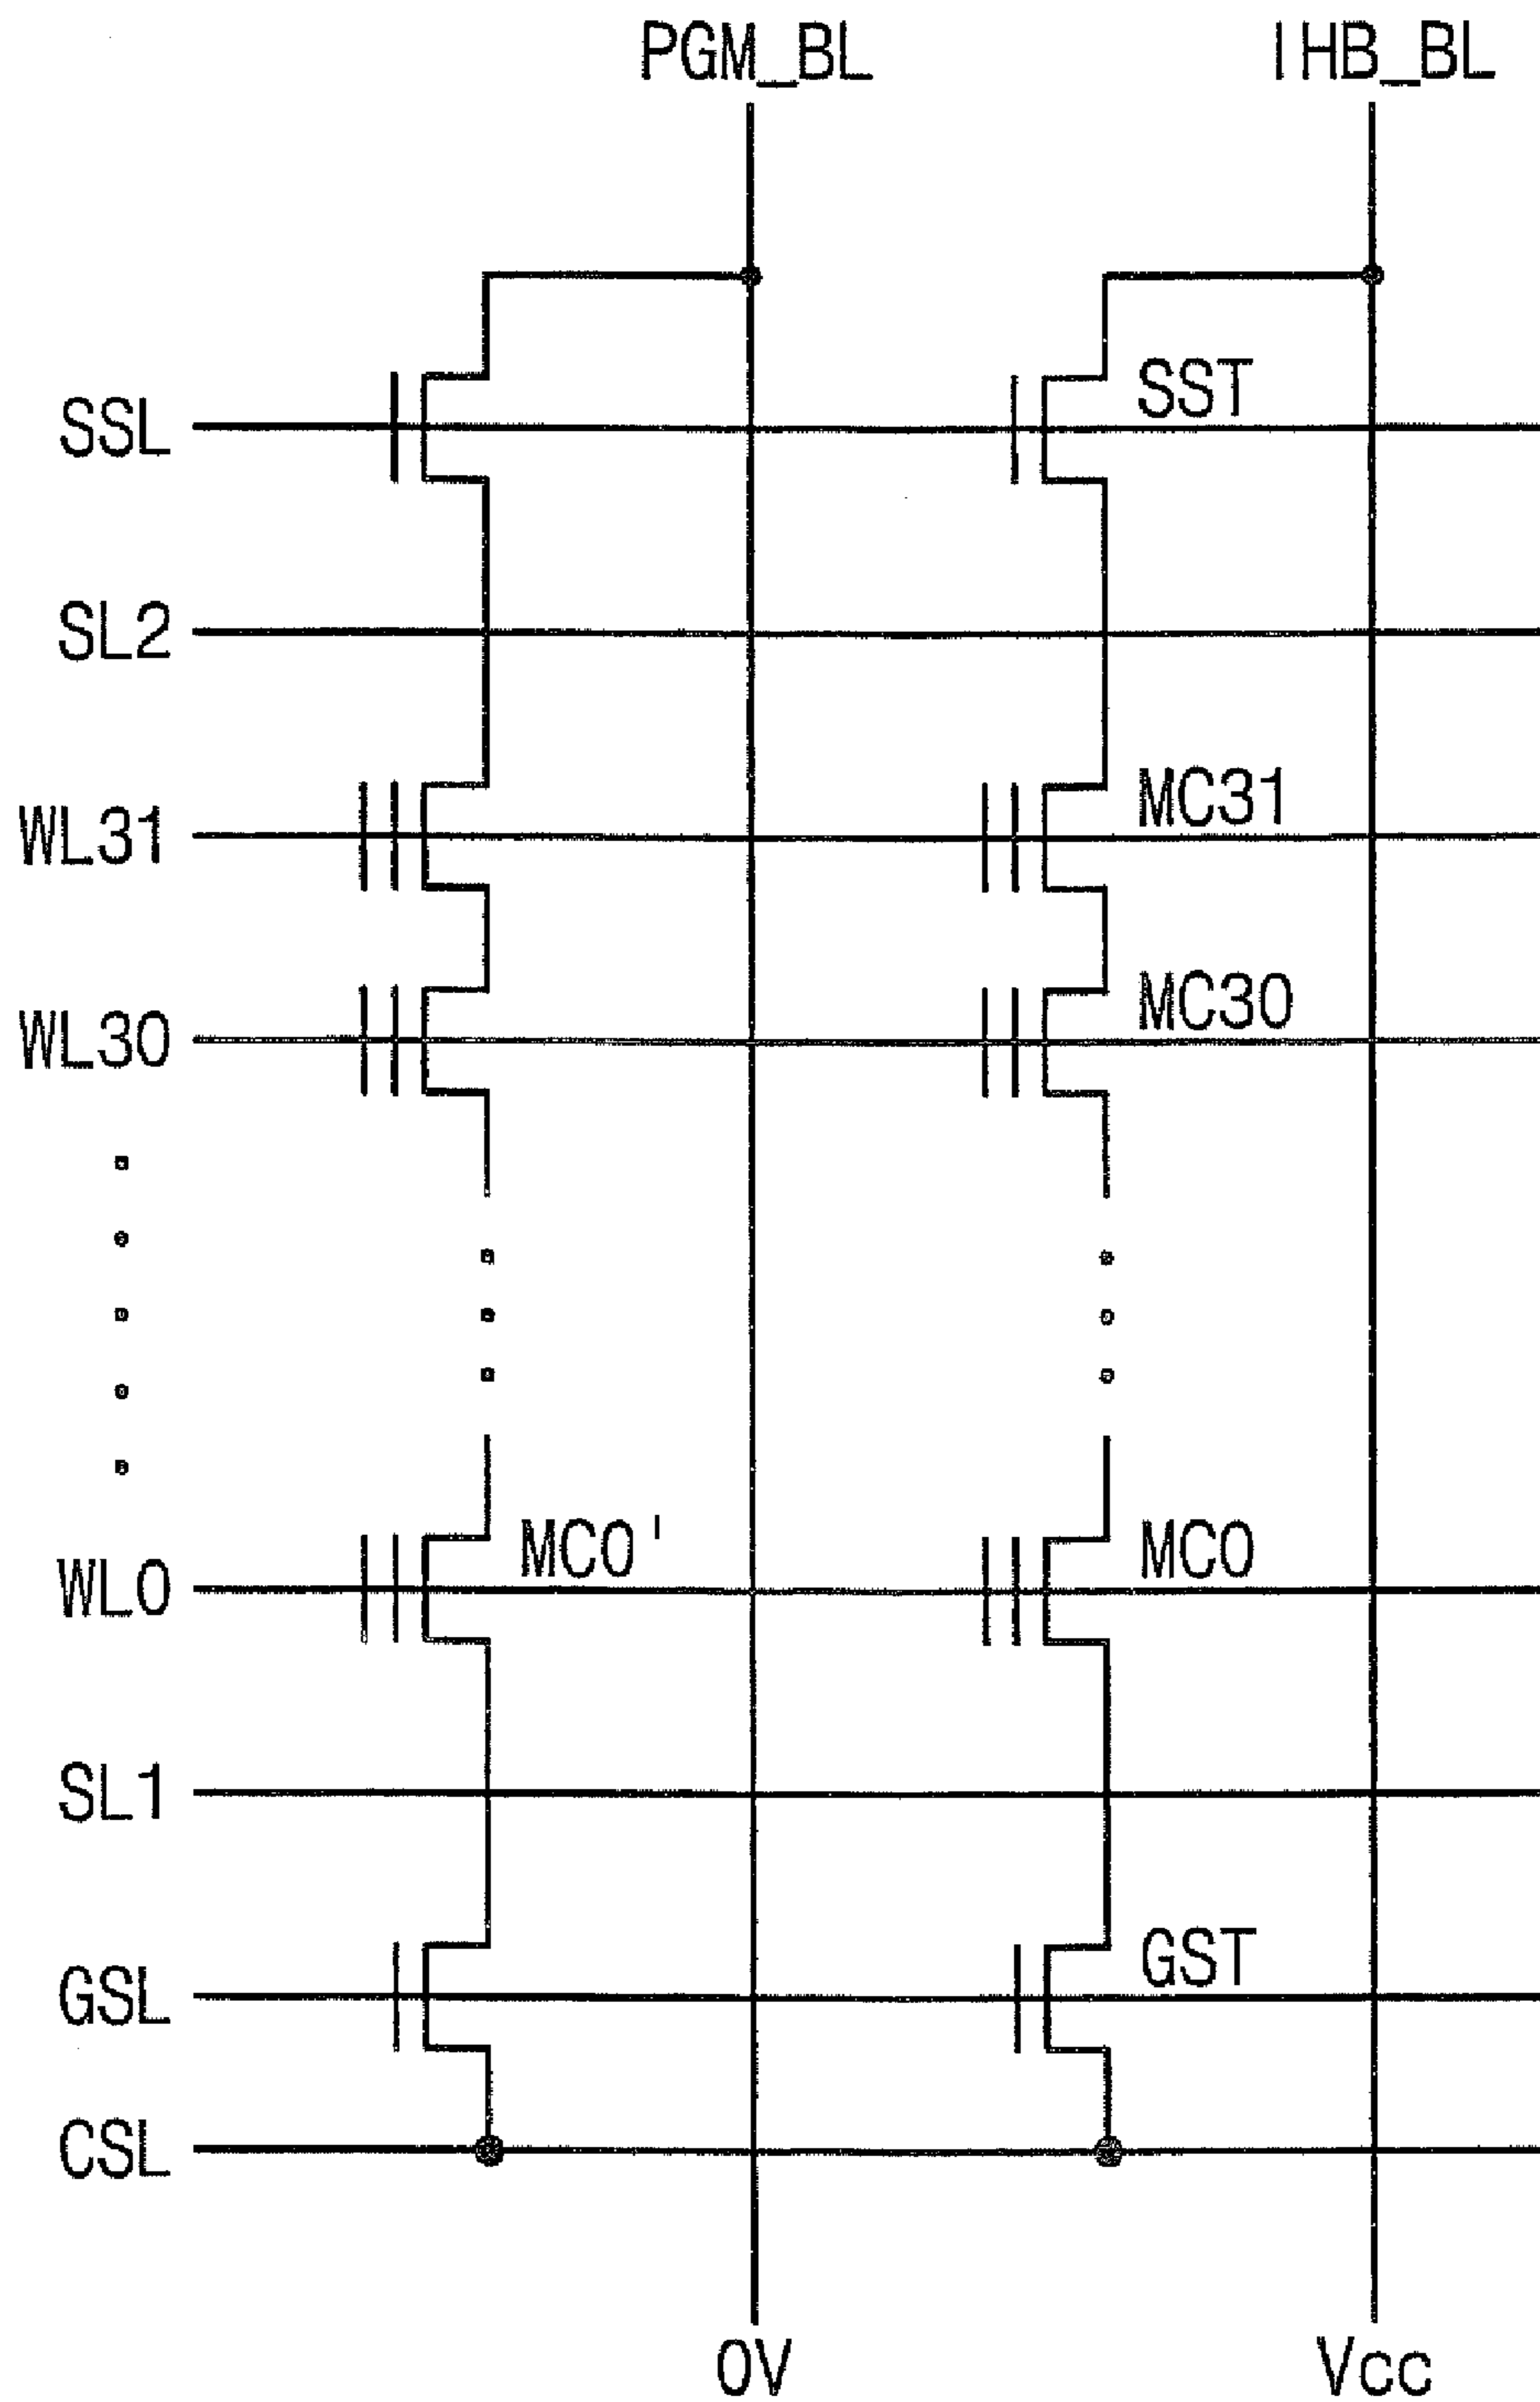 PGM_BL IHB_BL
SSL SST
SL2
WL31 MC31
WL30 MC30
WL0 MC0' MC0
SL1
GSL GST
CSL
0V Vcc